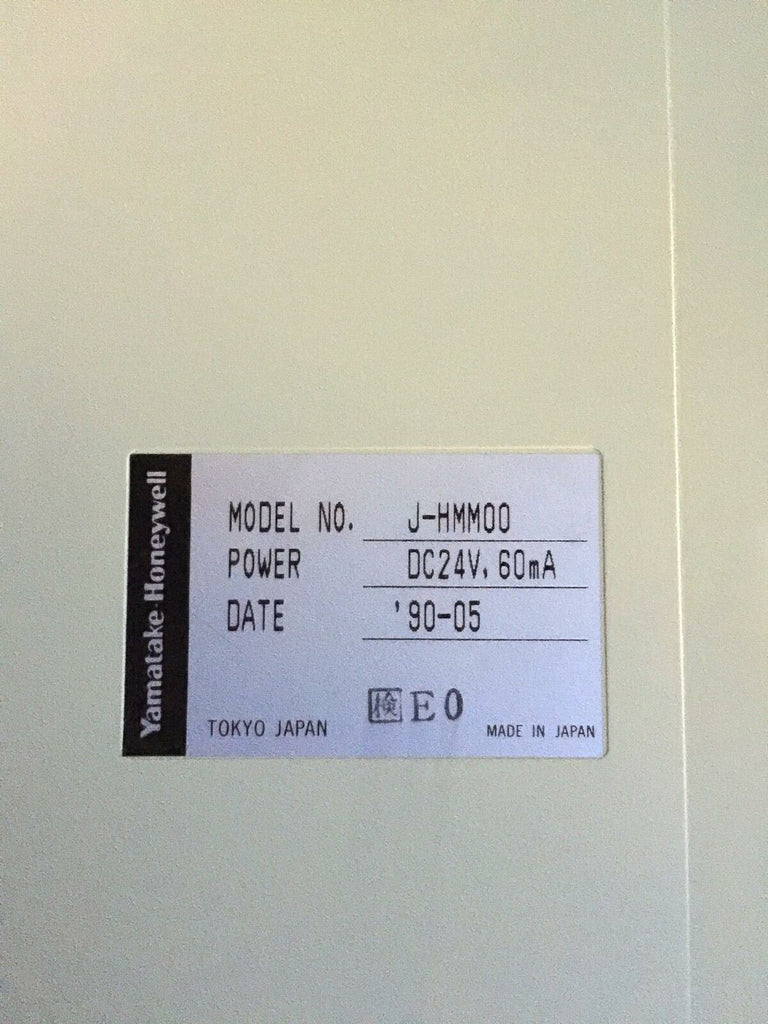 Yamatake-Honeywell
MODEL NO. J-HMM00
POWER DC24V, 60mA
DATE '90-05
検 E0
TOKYO JAPAN
MADE IN JAPAN